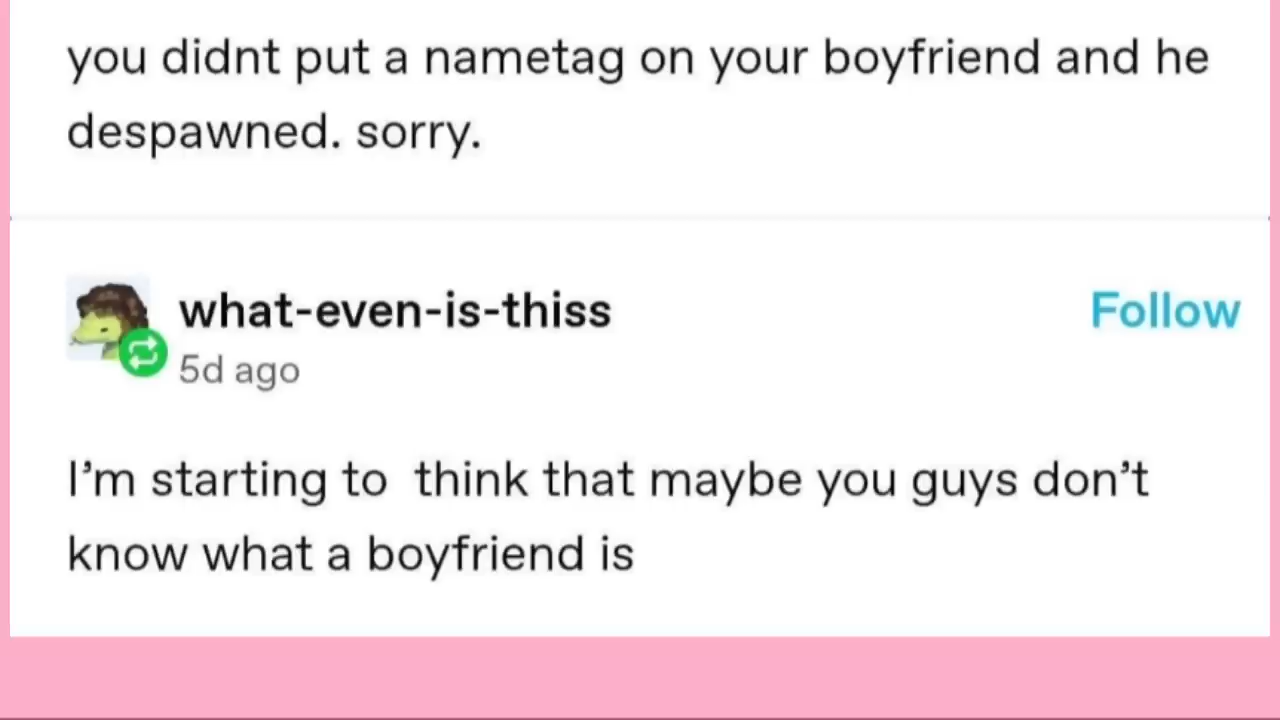 you didnt put a nametag on your boyfriend and he
despawned. sorry.
what-even-is-thiss
Follow
5d ago
I’m starting to  think that maybe you guys don’t
know what a boyfriend is